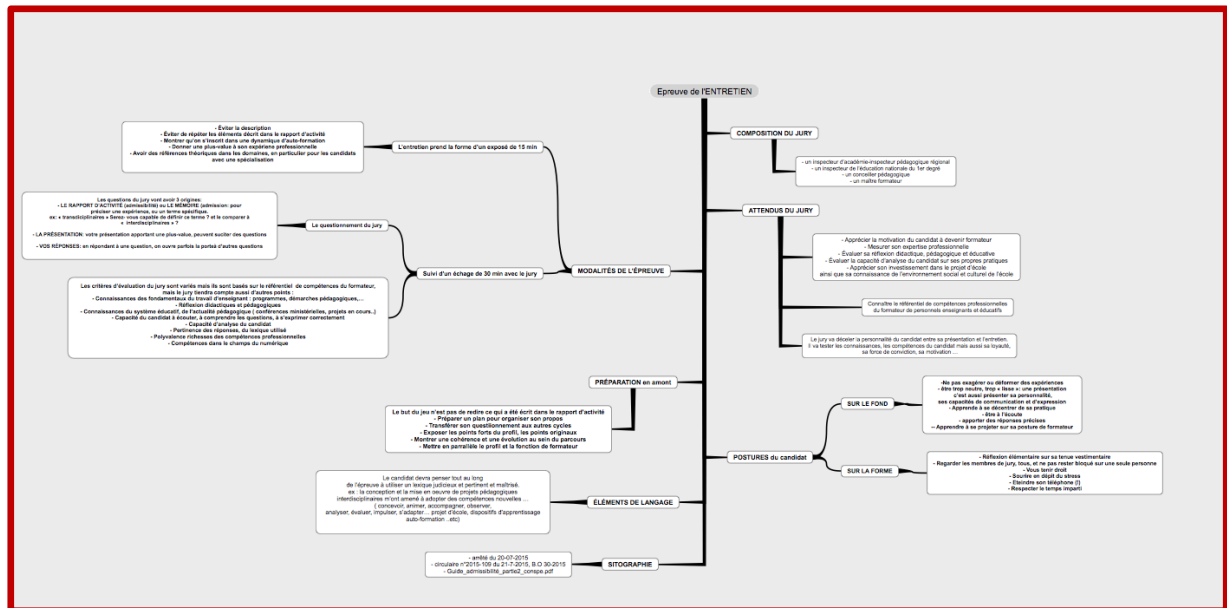 Epreuve de l'ENTRETIEN
COMPOSITION DU JURY
- un inspecteur d'académie-inspecteur pédagogique régional
- un inspecteur de l'éducation nationale du 1er degré
- un conseiller pédagogique
- un maître formateur
ATTENDUS DU JURY
- Apprécier la motivation du candidat à devenir formateur
- Mesurer son expertise professionnelle
- Évaluer sa réflexion didactique, pédagogique et éducative
- Évaluer la capacité d'analyse du candidat sur ses propres pratiques
- Apprécier son investissement dans le projet d'école
ainsi que sa connaissance de l'environnement social et culturel de l'école
Connaître le référentiel de compétences professionnelles
du formateur de personnels enseignants et éducatifs
Le jury va déceler la personnalité du candidat entre sa présentation et l'entretien.
Il va tester les connaissances, les compétences du candidat mais aussi sa loyauté,
sa force de conviction, sa motivation ...
POSTURES du candidat
SUR LE FOND
-Ne pas exagérer ou déformer des expériences
- être trop neutre, trop « lisse »: une présentation
c'est aussi présenter sa personnalité,
ses capacités de communication et d'expression
- Apprendre à se décentrer de sa pratique
- être à l'écoute
- apporter des réponses précises
-- Apprendre à se projeter sur sa posture de formateur
SUR LA FORME
- Réflexion élémentaire sur sa tenue vestimentaire
- Regarder les membres de jury, tous, et ne pas rester bloqué sur une seule personne
- Vous tenir droit
- Sourire en dépit du stress
- Eteindre son téléphone (!)
- Respecter le temps imparti
MODALITÉS DE L'ÉPREUVE
L'entretien prend la forme d'un exposé de 15 min
- Éviter la description
- Éviter de répéter les éléments décrit dans le rapport d'activité
- Montrer qu'on s'inscrit dans une dynamique d'auto-formation
- Donner une plus-value à son expérience professionnelle
- Avoir des références théoriques dans les domaines, en particulier pour les candidats
avec une spécialisation
Suivi d'un échage de 30 min avec le jury
Le questionnement du jury
Les questions du jury vont avoir 3 origines:
- LE RAPPORT D'ACTIVITÉ (admissibilité) ou LE MÉMOIRE (admission: pour
préciser une expérience, ou un terme spécifique.
ex: « transdiciplinaires » Serez- vous capable de définir ce terme ? et le comparer à
« interdisciplinaires » ?
- LA PRÉSENTATION: votre présentation apportant une plus-value, peuvent suciter des questions
- VOS RÉPONSES: en répondant à une question, on ouvre parfois la portaà d'autres questions
Les critères d'évaluation du jury sont variés mais ils sont basés sur le référentiel de compétences du formateur,
mais le jury tiendra compte aussi d'autres points :
- Connaissances des fondamentaux du travail d'enseignant : programmes, démarches pédagogiques,...
- Réflexion didactiques et pédagogiques
- Connaissances du système éducatif, de l'actualité pédagogique ( conférences ministérielles, projets en cours..)
- Capacité du candidat à écouter, à comprendre les questions, à s'exprimer correctement
- Capacité d'analyse du candidat
- Pertinence des réponses, du lexique utilisé
- Polyvalence richesses des compétences professionnelles
- Compétences dans le champs du numérique
PRÉPARATION en amont
Le but du jeu n'est pas de redire ce qui a été écrit dans le rapport d'activité
- Préparer un plan pour organiser son propos
- Transférer son questionnement aux autres cycles
- Exposer les points forts du profil, les points originaux
- Montrer une cohérence et une évolution au sein du parcours
- Mettre en parrallèle le profil et la fonction de formateur
ÉLÉMENTS DE LANGAGE
Le candidat devra penser tout au long
de l'épreuve à utiliser un lexique judicieux et pertinent et maîtrisé.
ex : la conception et la mise en oeuvre de projets pédagogiques
interdisciplinaires m'ont amené à adopter des compétences nouvelles ...
( concevoir, animer, accompagner, observer,
analyser, évaluer, impulser, s'adapter... projet d'école, dispositifs d'apprentissage
auto-formation ..etc)
SITOGRAPHIE
- arrêté du 20-07-2015
- circulaire n°2015-109 du 21-7-2015, B.O 30-2015
- Guide_admissibilité_partie2_conspe.pdf